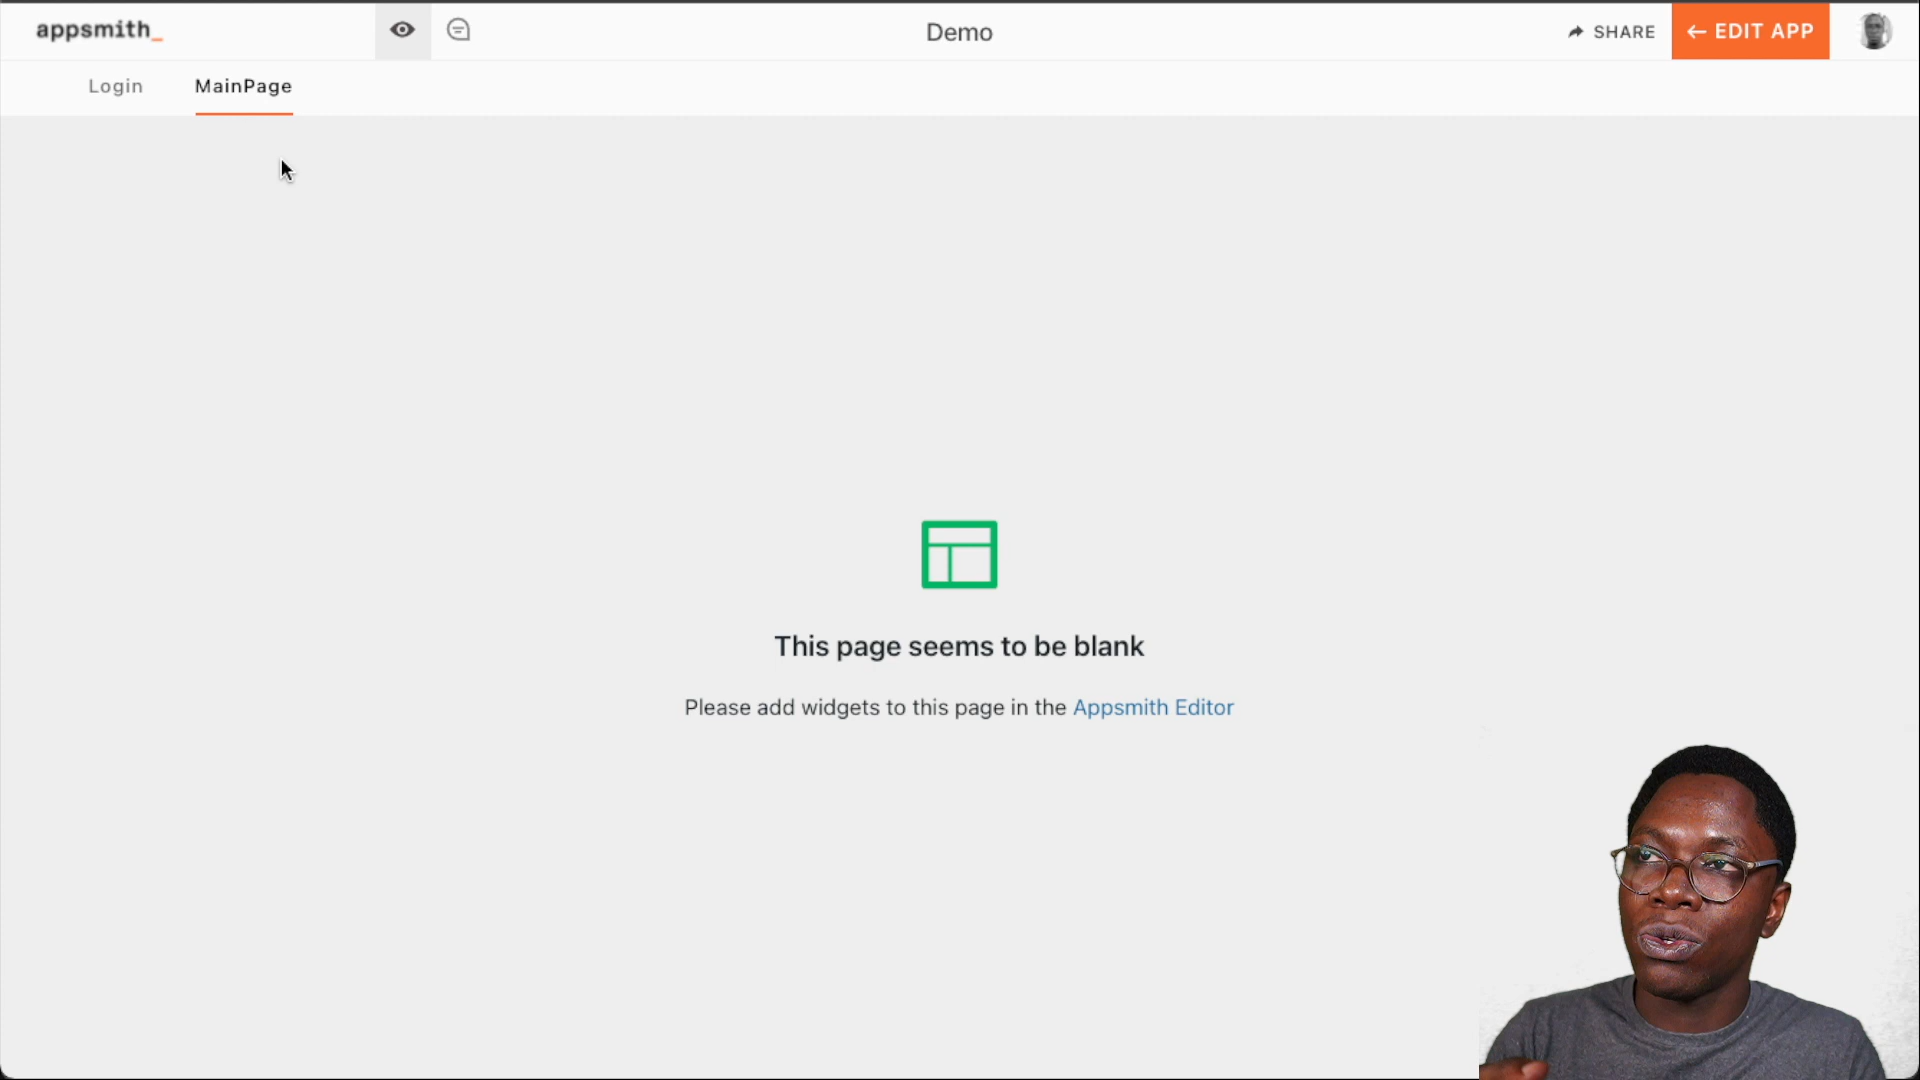 appsmith_
Demo
SHARE
EDIT APP
Login
MainPage
This page seems to be blank
Please add widgets to this page in the Appsmith Editor